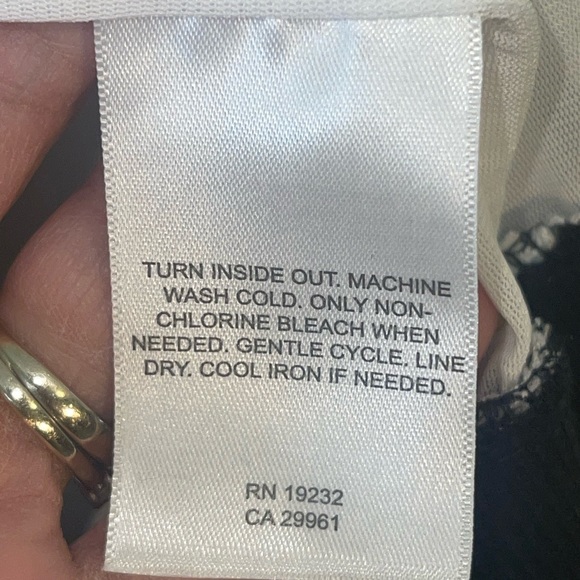 TURN INSIDE OUT. MACHINE
WASH COLD. ONLY NON-
CHLORINE BLEACH WHEN
NEEDED. GENTLE CYCLE. LINE
DRY. COOL IRON IF NEEDED.
RN 19232
CA 29961